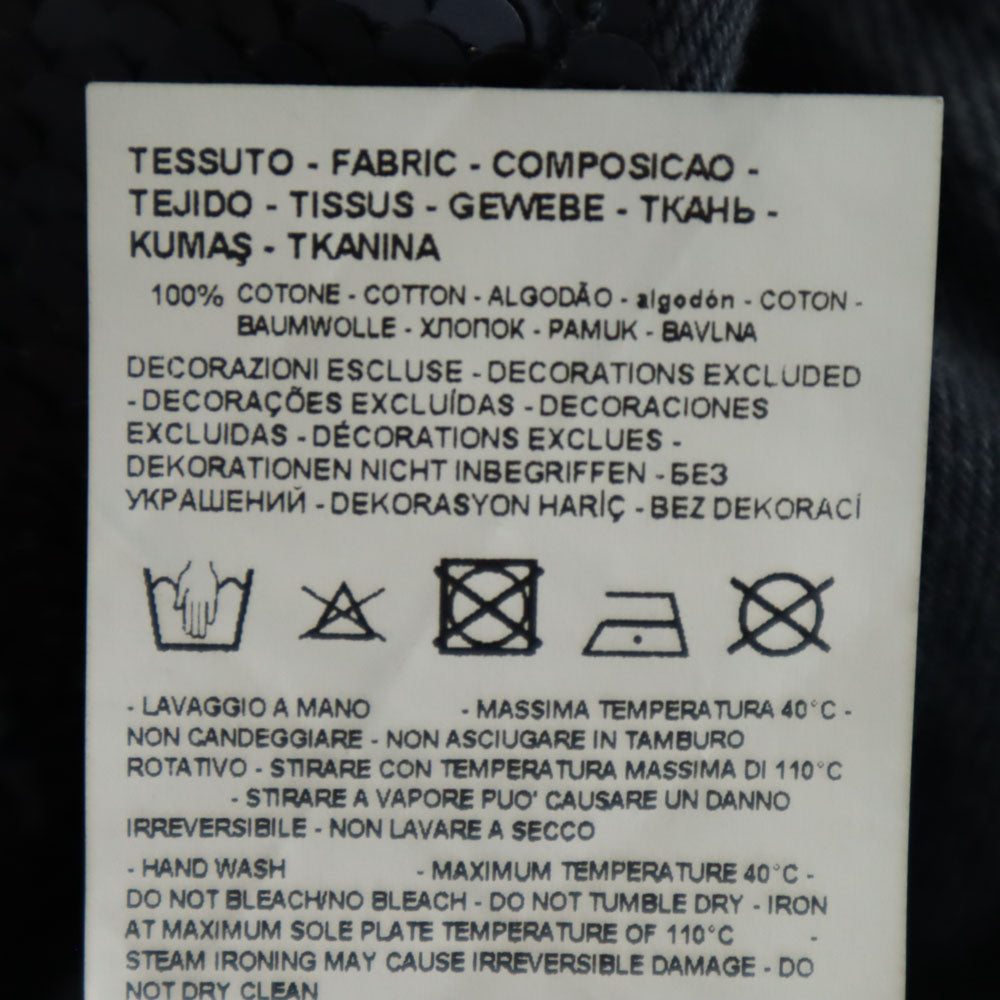 TESSUTO - FABRIC - COMPOSICAO -
TEJIDO - TISSUS - GEWEBE - ТКАНЬ -
KUMAŞ - TKANINA
100% COTONE - COTTON - ALGODÃO - algodón - COTON -
BAUMWOLLE - ХЛОПОК - PAMUK - BAVLNA
DECORAZIONI ESCLUSE - DECORATIONS EXCLUDED
- DECORAÇÕES EXCLUÍDAS - DECORACIONES
EXCLUIDAS - DÉCORATIONS EXCLUES -
DEKORATIONEN NICHT INBEGRIFFEN - БЕЗ
УКРАШЕНИЙ - DEKORASYON HARİÇ - BEZ DEKORACÍ
- LAVAGGIO A MANO - MASSIMA TEMPERATURA 40°C -
NON CANDEGGIARE - NON ASCIUGARE IN TAMBURO
ROTATIVO - STIRARE CON TEMPERATURA MASSIMA DI 110°C
- STIRARE A VAPORE PUO' CAUSARE UN DANNO
IRREVERSIBILE - NON LAVARE A SECCO
- HAND WASH - MAXIMUM TEMPERATURE 40°C -
DO NOT BLEACH/NO BLEACH - DO NOT TUMBLE DRY - IRON
AT MAXIMUM SOLE PLATE TEMPERATURE OF 110°C -
STEAM IRONING MAY CAUSE IRREVERSIBLE DAMAGE - DO
NOT DRY CLEAN